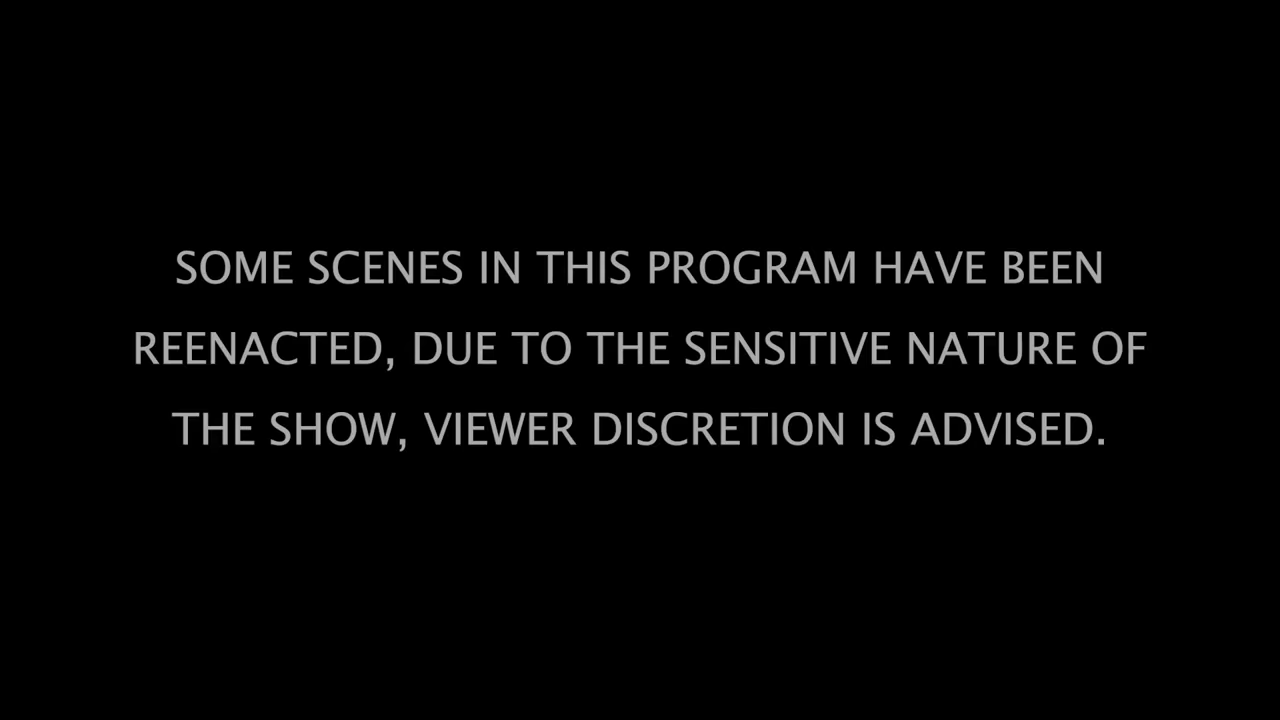 SOME SCENES IN THIS PROGRAM HAVE BEEN
REENACTED, DUE TO THE SENSITIVE NATURE OF
THE SHOW, VIEWER DISCRETION IS ADVISED.